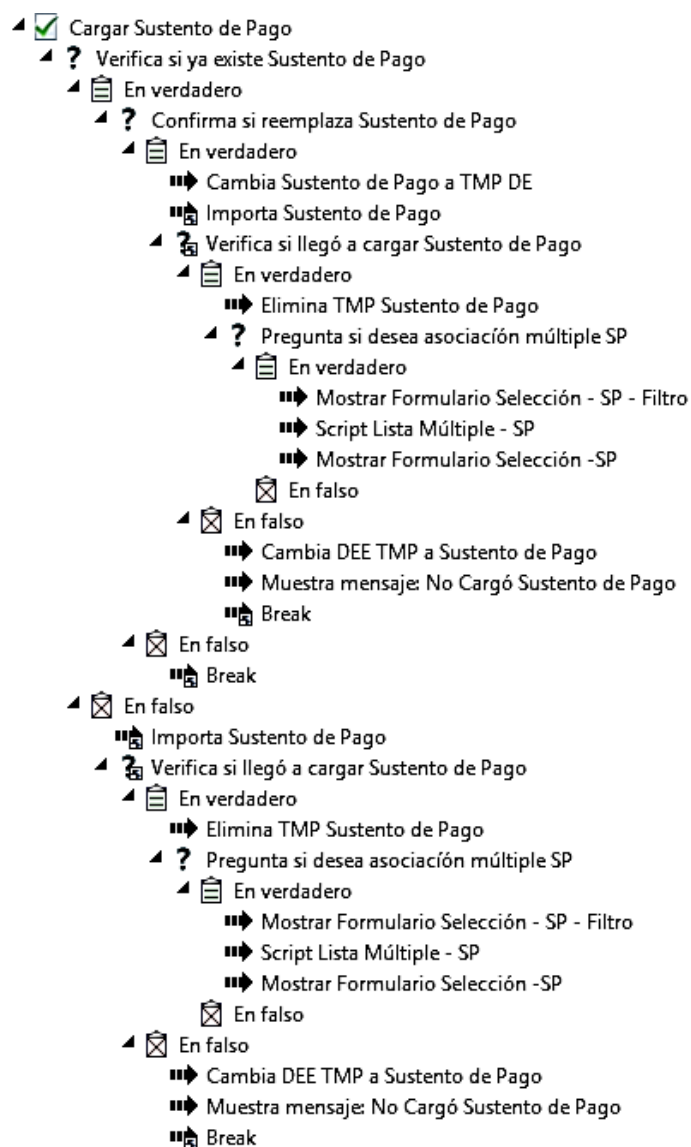 Cargar Sustento de Pago
? Verifica si ya existe Sustento de Pago
En verdadero
? Confirma si reemplaza Sustento de Pago
En verdadero
Cambia Sustento de Pago a TMP DE
Importa Sustento de Pago
? Verifica si llegó a cargar Sustento de Pago
En verdadero
Elimina TMP Sustento de Pago
? Pregunta si desea asociación múltiple SP
En verdadero
Mostrar Formulario Selección - SP - Filtro
Script Lista Múltiple - SP
Mostrar Formulario Selección -SP
En falso
En falso
Cambia DEE TMP a Sustento de Pago
Muestra mensaje: No Cargó Sustento de Pago
Break
En falso
Break
En falso
Importa Sustento de Pago
? Verifica si llegó a cargar Sustento de Pago
En verdadero
Elimina TMP Sustento de Pago
? Pregunta si desea asociación múltiple SP
En verdadero
Mostrar Formulario Selección - SP - Filtro
Script Lista Múltiple - SP
Mostrar Formulario Selección -SP
En falso
En falso
Cambia DEE TMP a Sustento de Pago
Muestra mensaje: No Cargó Sustento de Pago
Break